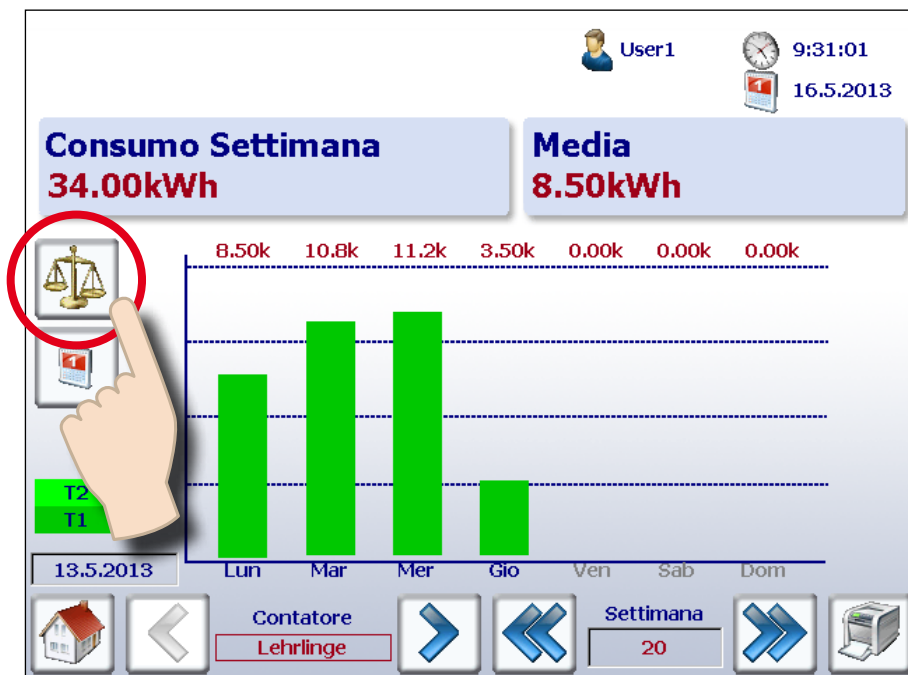 User1
9:31:01
1
16.5.2013
Consumo Settimana
34.00kWh
Media
8.50kWh
8.50k 10.8k 11.2k 3.50k 0.00k 0.00k 0.00k
1
T2
T1
13.5.2013
Lun Mar Mer Gio Ven Sab Dom
Contatore
Lehrlinge
Settimana
20